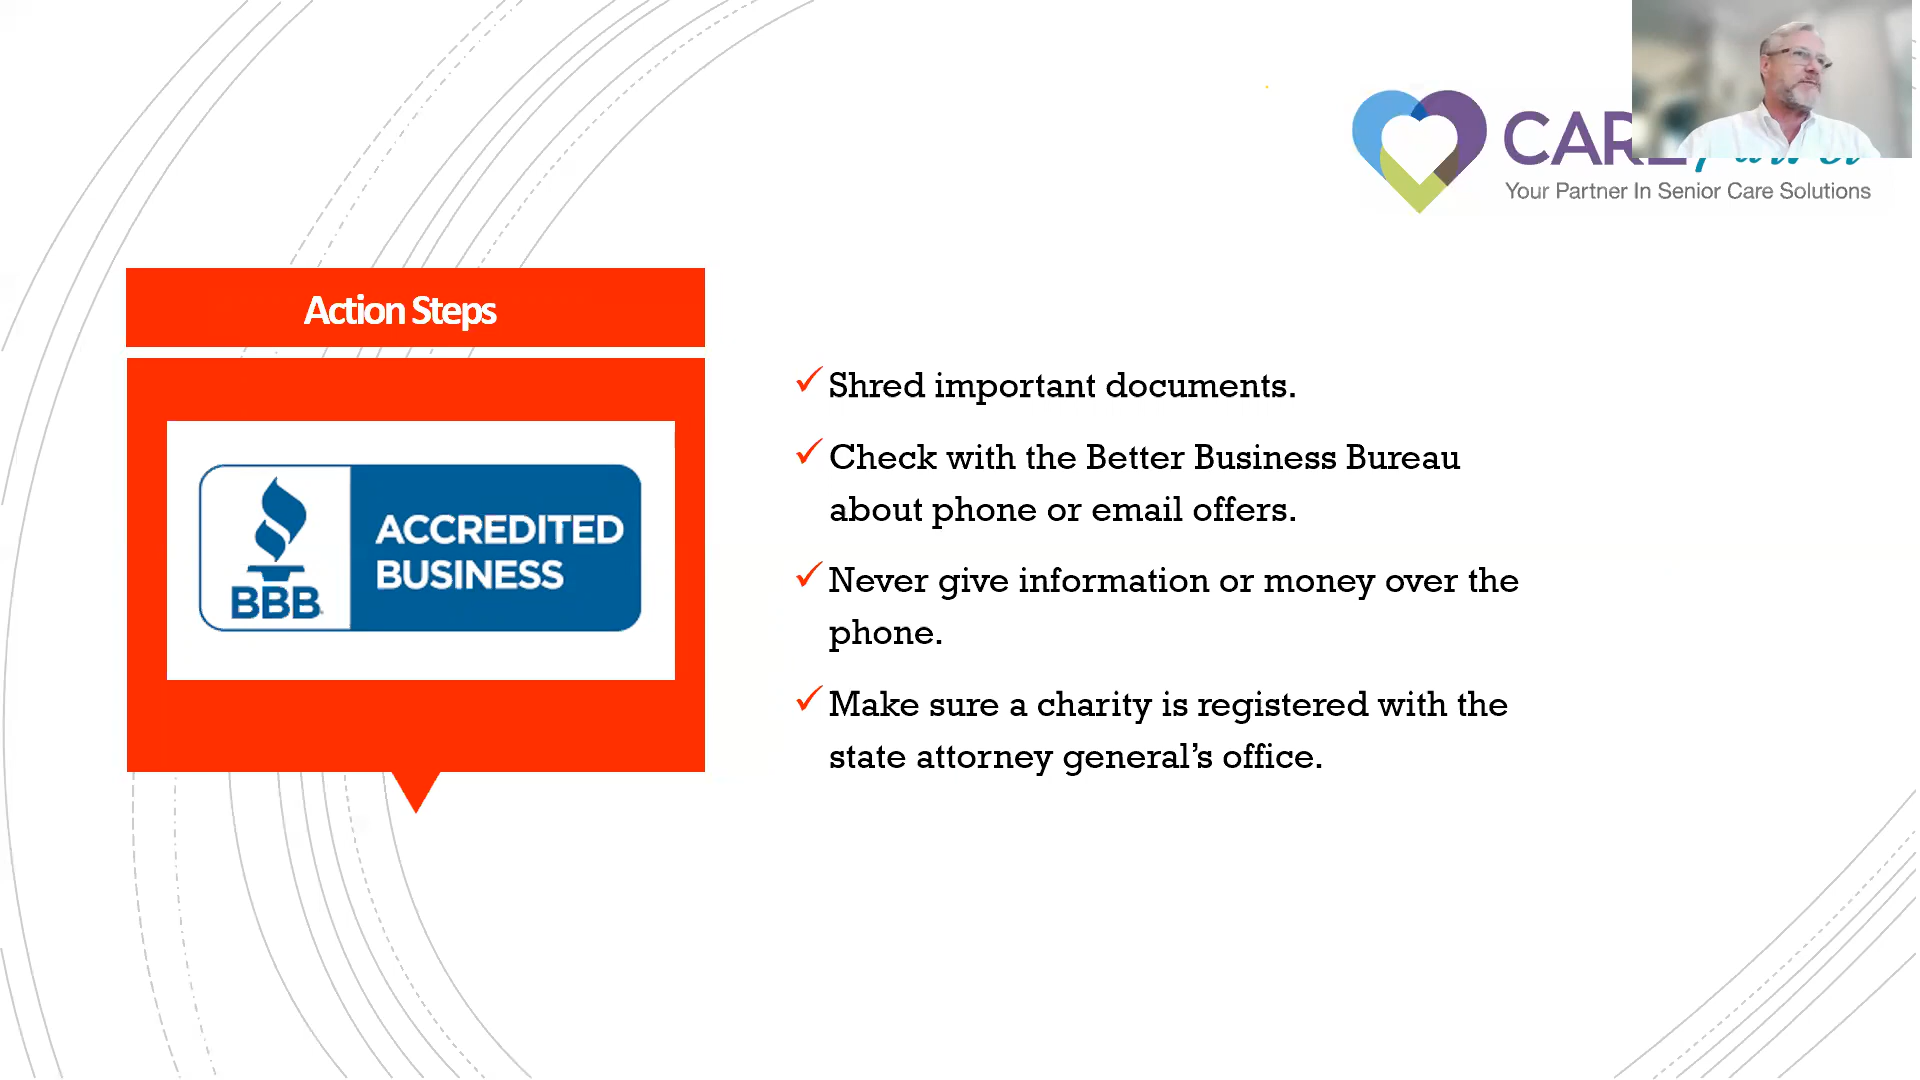 CARE
Your Partner In Senior Care Solutions
Action Steps
BBB
ACCREDITED
BUSINESS
Shred important documents.
Check with the Better Business Bureau
about phone or email offers.
Never give information or money over the
phone.
Make sure a charity is registered with the
state attorney general’s office.